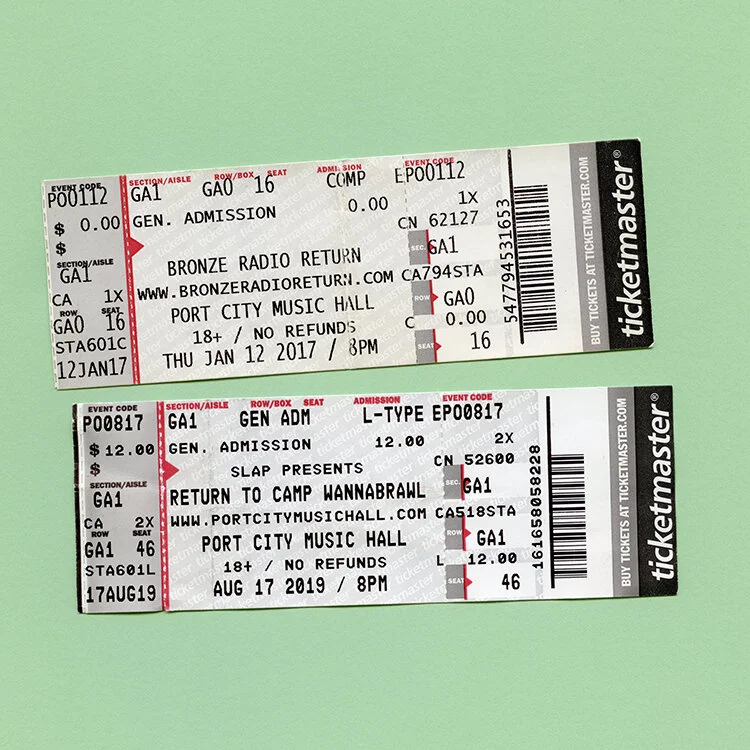 EVENT CODE SECTION/AISLE ROW/BOX SEAT ADMISSION EVENT CODE
PO0112 GA1 GA0 16 COMP EPO0112
$ 0.00 GEN. ADMISSION 0.00 1X
$ CN 62127
SECTION/AISLE
GA1 BRONZE RADIO RETURN SEC. GA1
CA 1X WWW.BRONZERADIORETURN.COM CA794STA
ROW SEAT
GA0 16 PORT CITY MUSIC HALL ROW GA0
STA601C 18+ / NO REFUNDS C 0.00
12JAN17 THU JAN 12 2017 / 8PM SEAT 16
547794531653
BUY TICKETS AT TICKETMASTER.COM
ticketmaster®
EVENT CODE SECTION/AISLE ROW/BOX SEAT ADMISSION EVENT CODE
PO0817 GA1 GEN ADM L-TYPE EPO0817
$ 12.00 GEN. ADMISSION 12.00 2X
$ SLAP PRESENTS CN 52600
SECTION/AISLE
GA1 RETURN TO CAMP WANNABRAWL SEC. GA1
CA 2X WWW.PORTCITYMUSICHALL.COM CA518STA
ROW SEAT
GA1 46 PORT CITY MUSIC HALL ROW GA1
STA601L 18+ / NO REFUNDS L 12.00
17AUG19 AUG 17 2019 / 8PM SEAT 46
161658058228
BUY TICKETS AT TICKETMASTER.COM
ticketmaster®